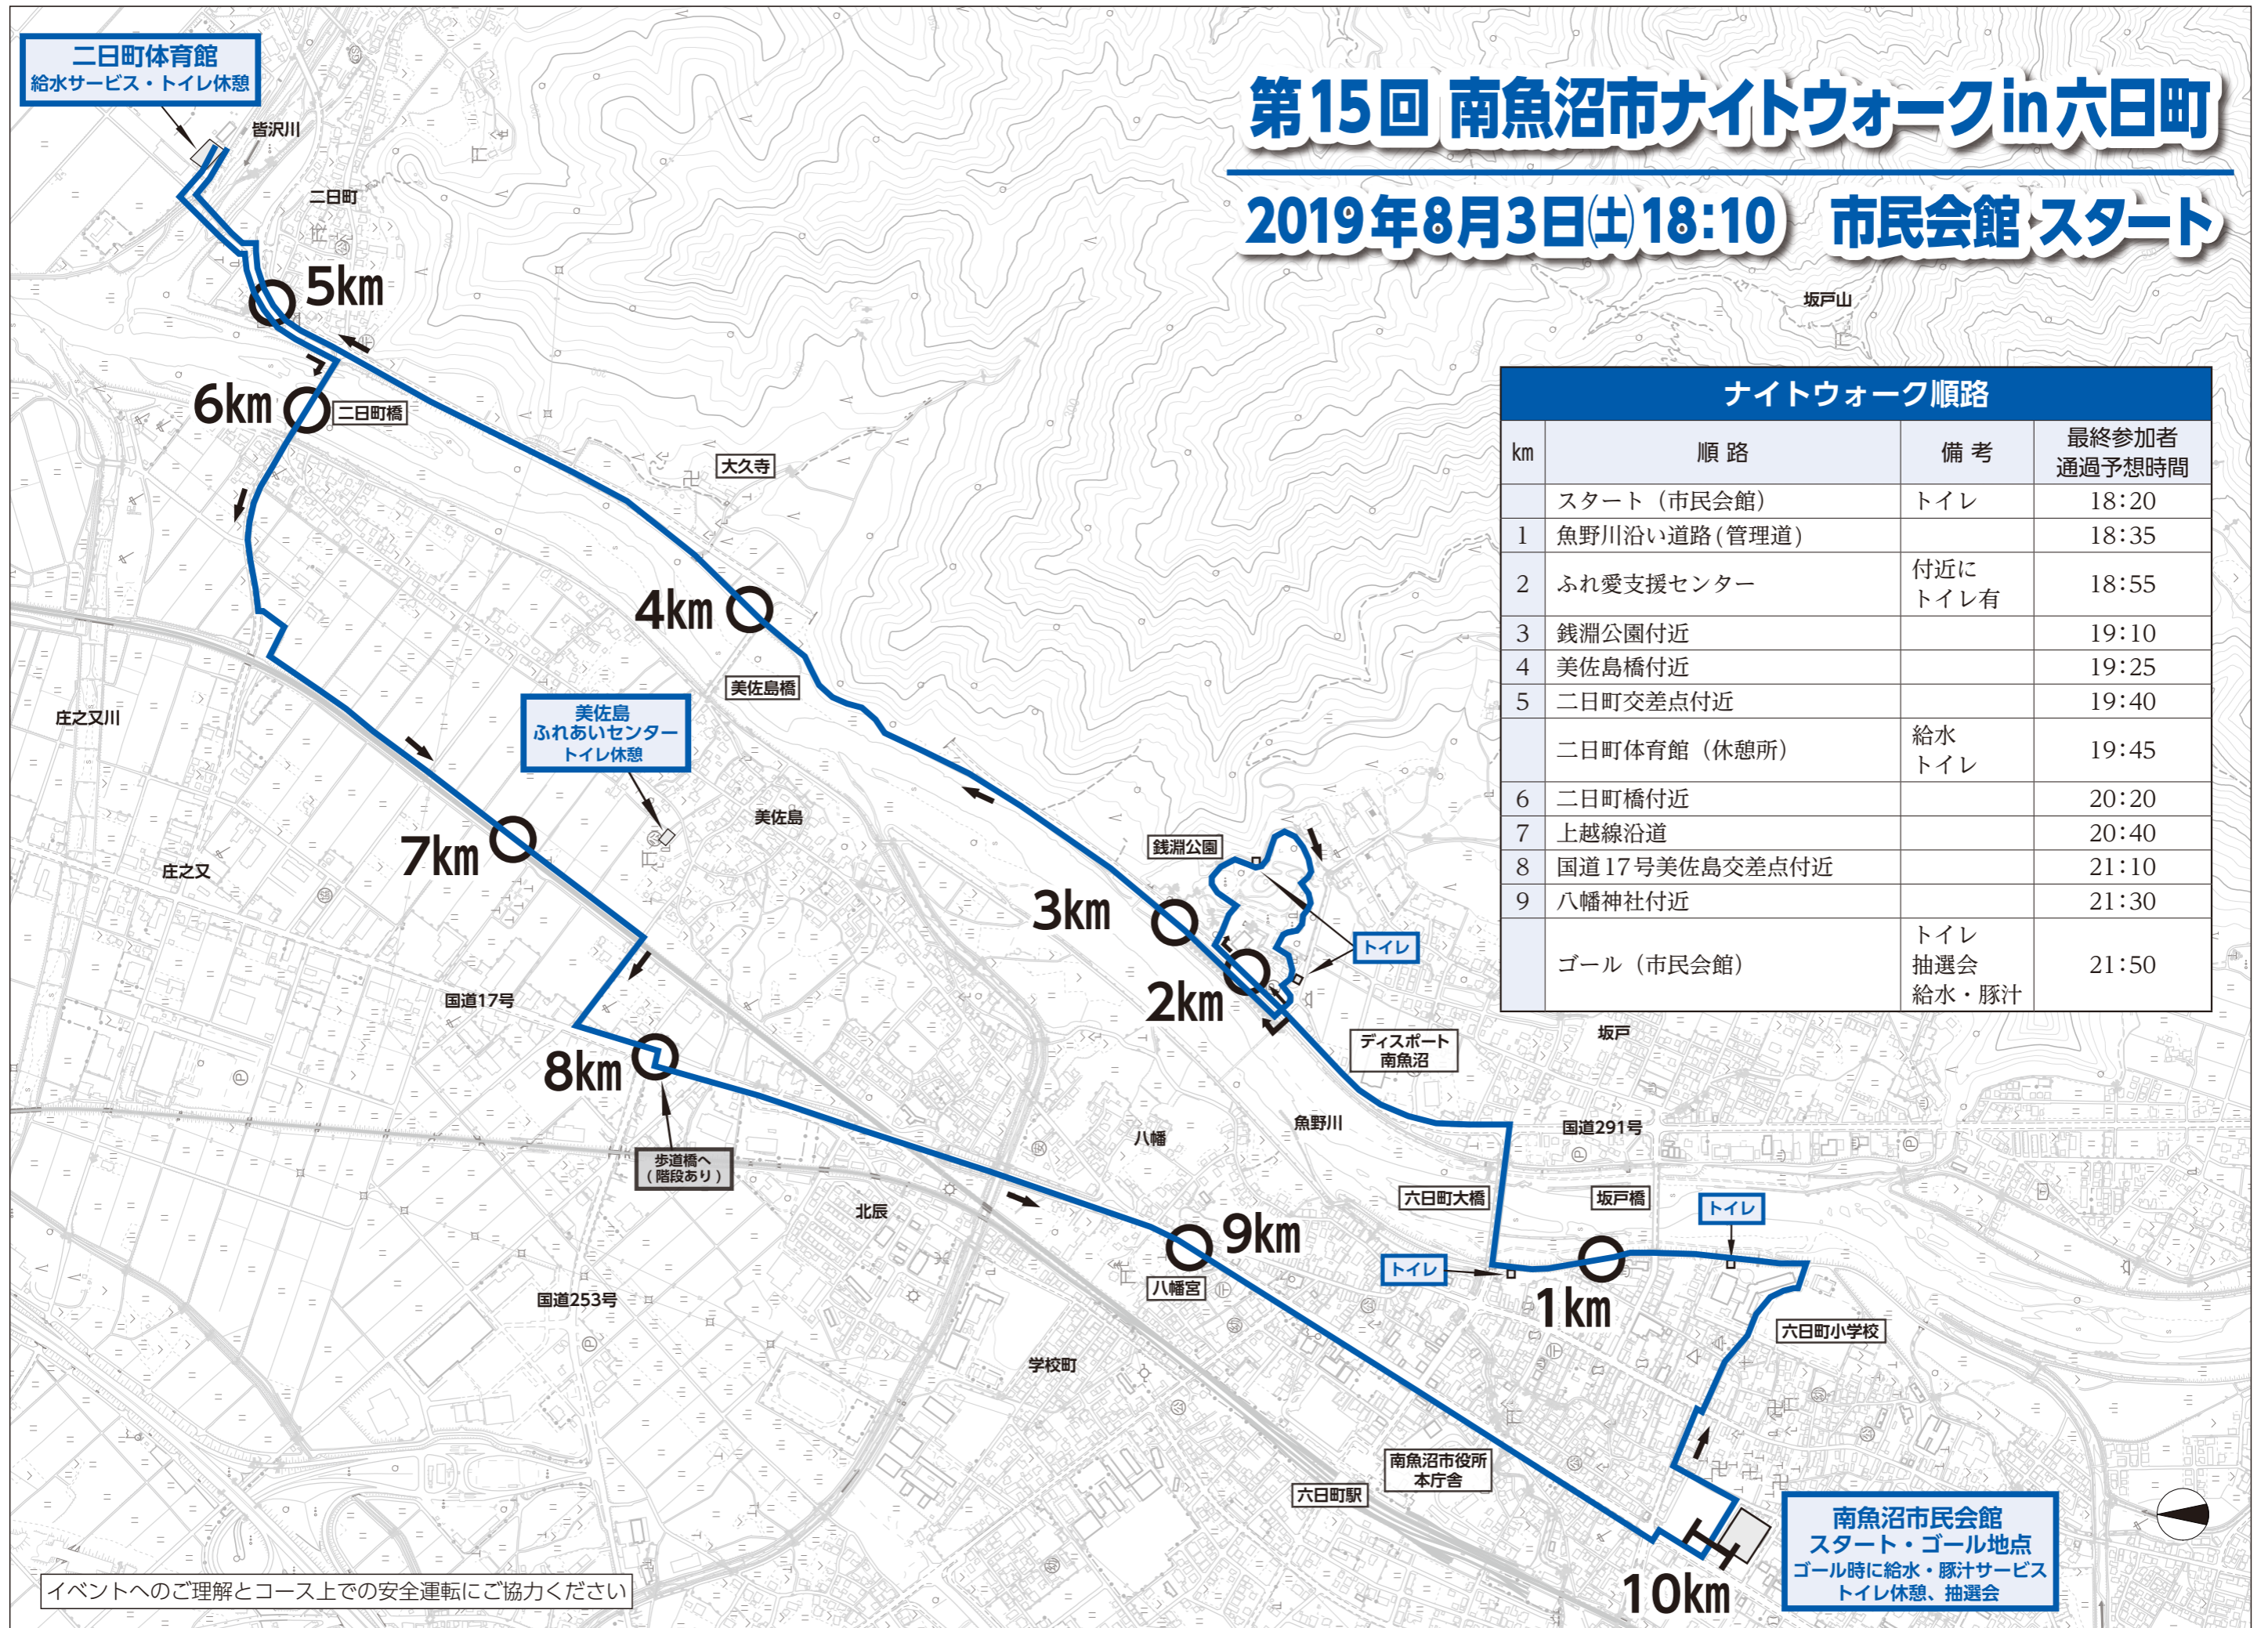 第15回 南魚沼市ナイトウォークin六日町
2019年8月3日(土)18:10 市民会館 スタート
二日町体育館
給水サービス・トイレ休憩
皆沢川
二日町
坂戸山
5km
6km
二日町橋
大久寺
4km
美佐島橋
庄之又川
美佐島
ふれあいセンター
トイレ休憩
美佐島
7km
庄之又
銭淵公園
3km
トイレ
2km
国道17号
ディスポート
南魚沼
坂戸
8km
魚野川
国道291号
八幡
歩道橋へ
(階段あり)
北辰
六日町大橋
坂戸橋
トイレ
9km
トイレ
八幡宮
国道253号
1km
六日町小学校
学校町
南魚沼市役所
本庁舎
六日町駅
南魚沼市民会館
スタート・ゴール地点
ゴール時に給水・豚汁サービス
トイレ休憩、抽選会
10km
イベントへのご理解とコース上での安全運転にご協力ください
ナイトウォーク順路
km 順路 備考 最終参加者
通過予想時間
スタート（市民会館） トイレ 18:20
1 魚野川沿い道路(管理道) 18:35
2 ふれ愛支援センター 付近に
トイレ有 18:55
3 銭淵公園付近 19:10
4 美佐島橋付近 19:25
5 二日町交差点付近 19:40
二日町体育館（休憩所） 給水
トイレ 19:45
6 二日町橋付近 20:20
7 上越線沿道 20:40
8 国道17号美佐島交差点付近 21:10
9 八幡神社付近 21:30
ゴール（市民会館） トイレ
抽選会
給水・豚汁 21:50